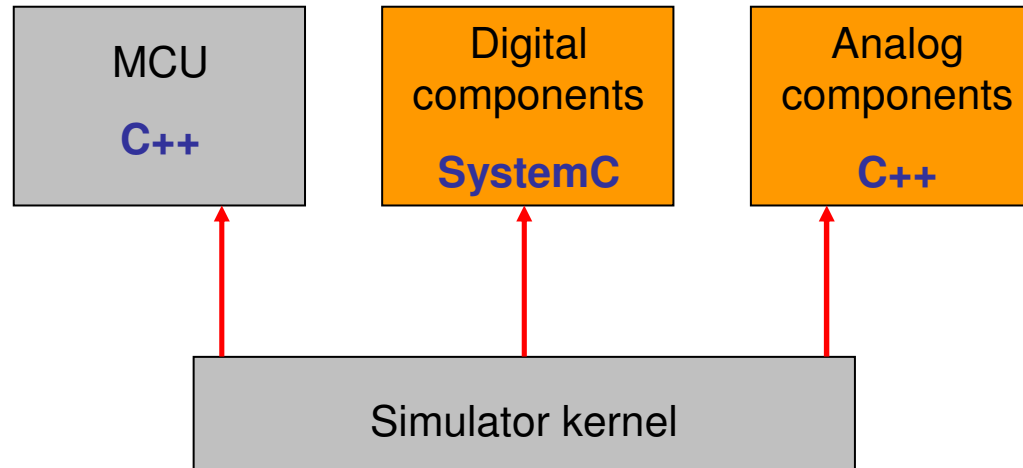 MCU
C++
Digital
components
SystemC
Analog
components
C++
Simulator kernel